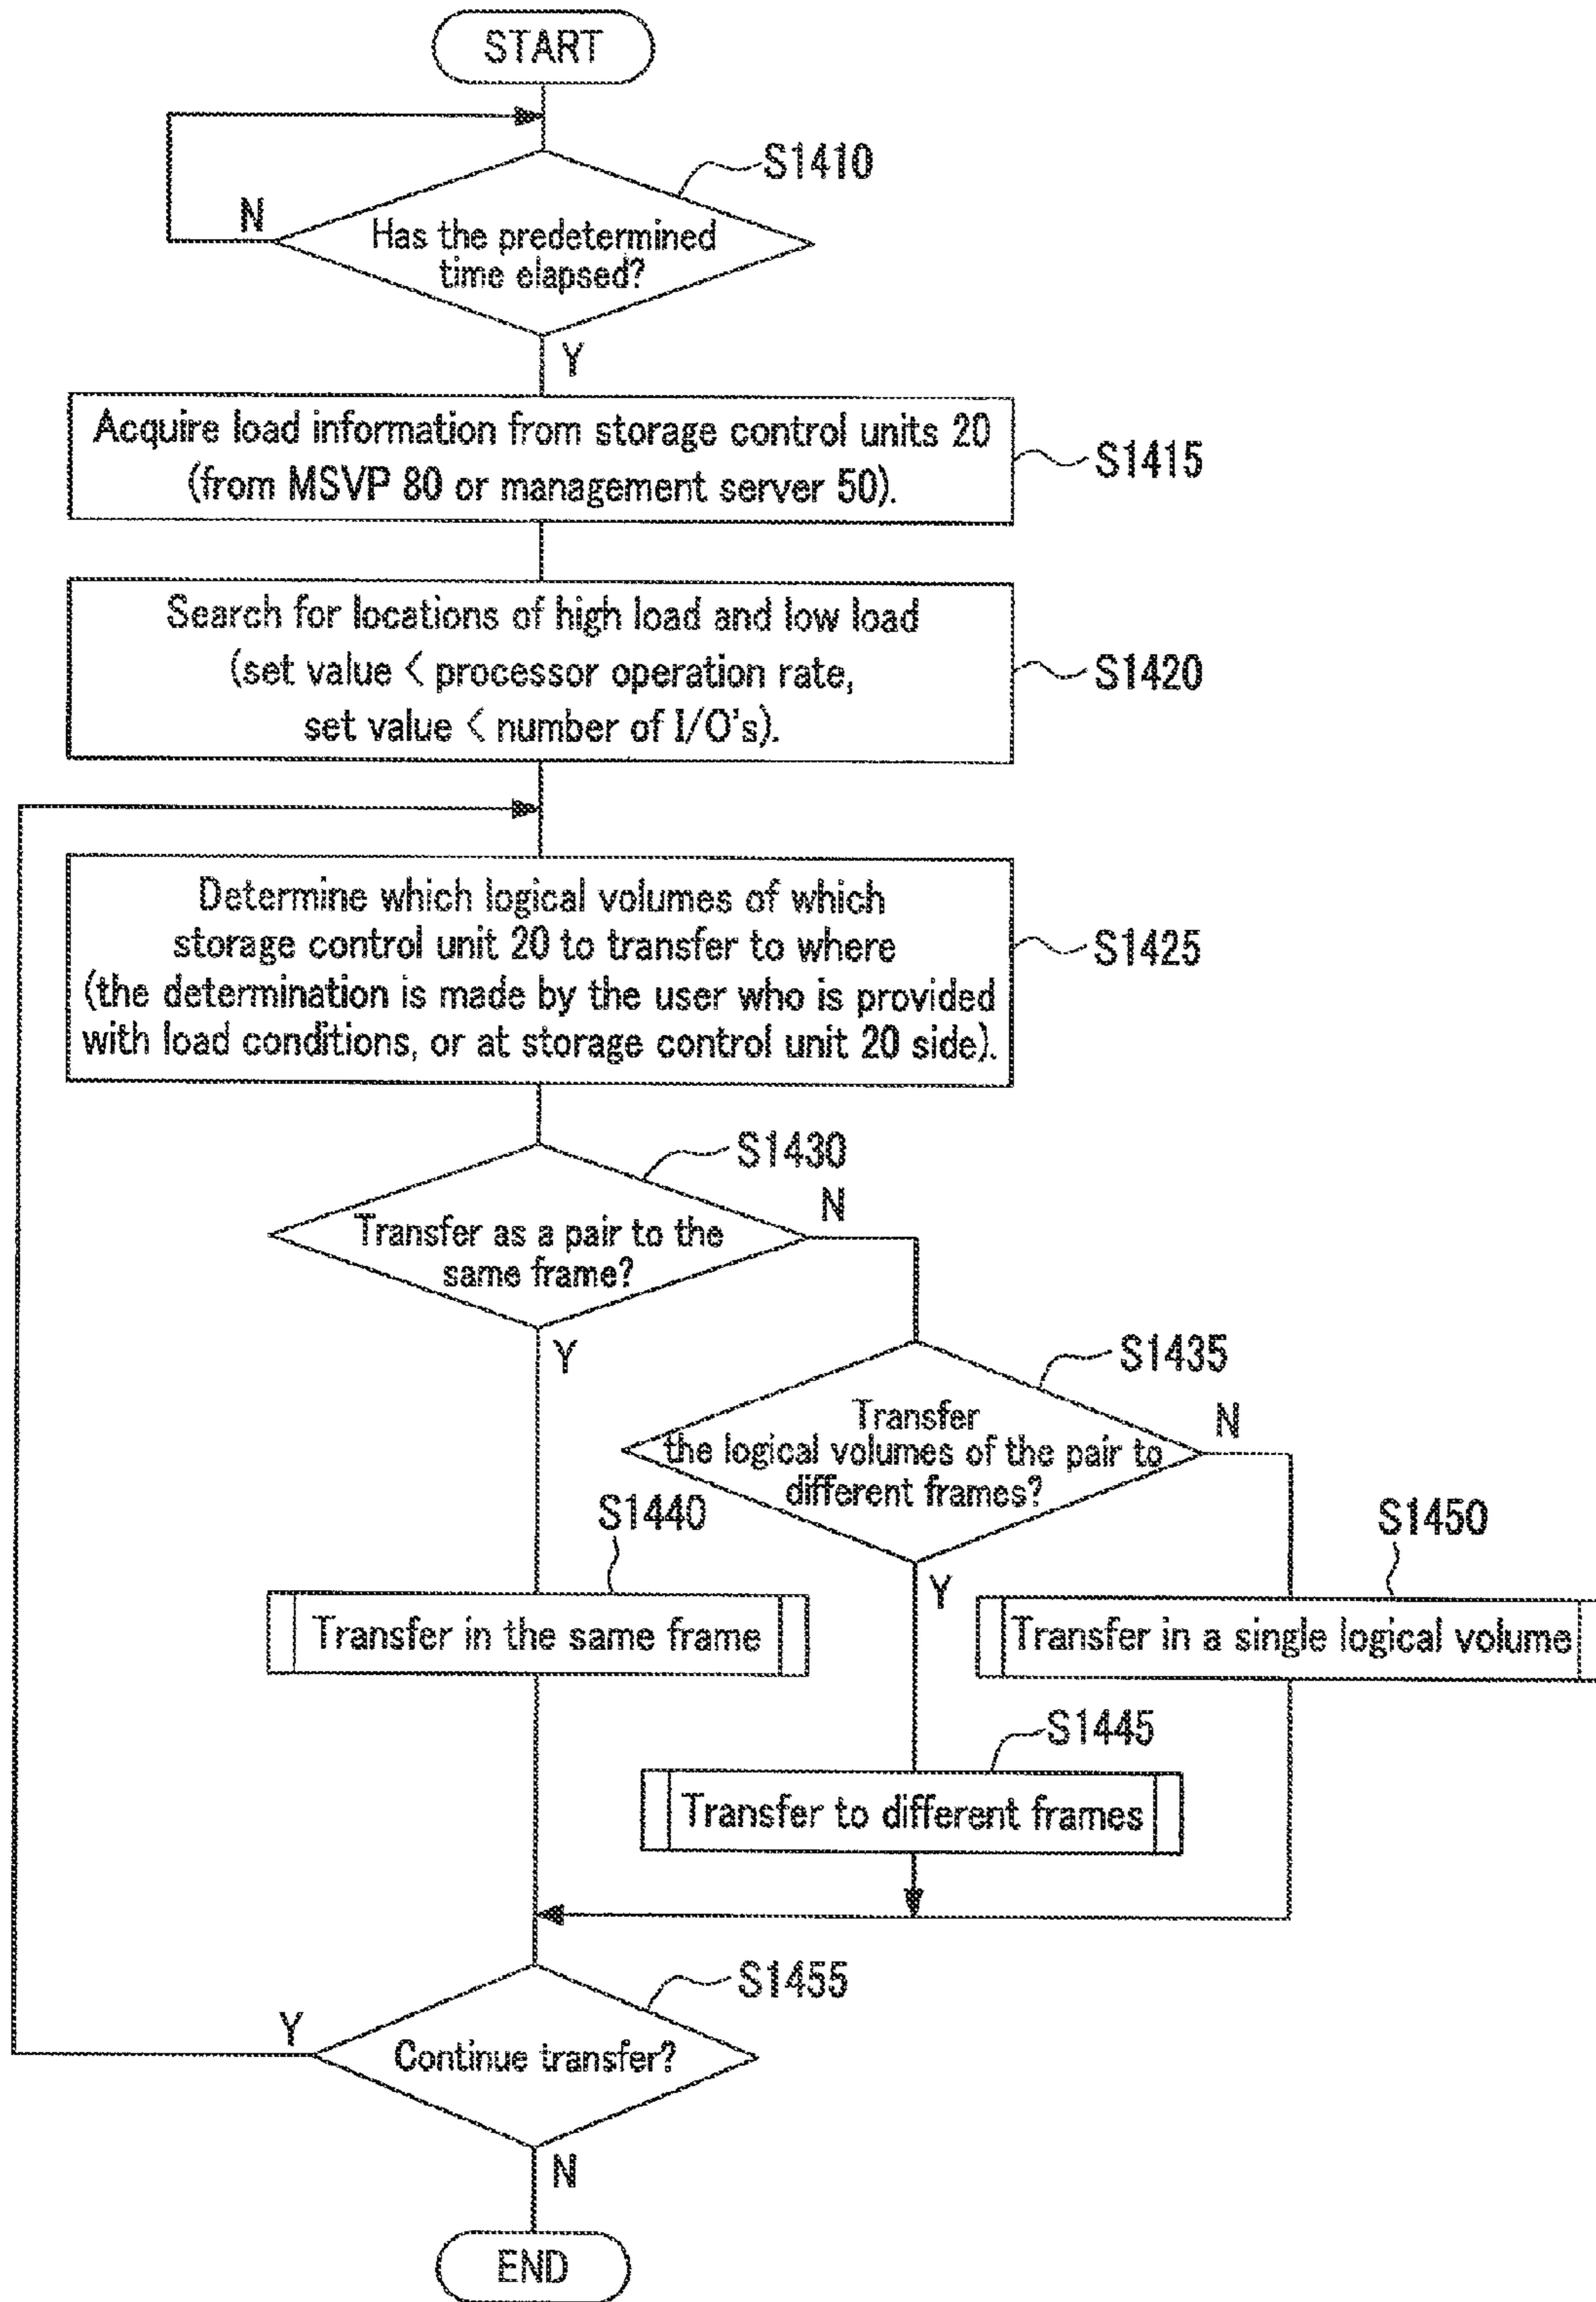 START
S1410
N
Has the predetermined
time elapsed?
Y
Acquire load information from storage control units 20
(from MSVP 80 or management server 50).
S1415
Search for locations of high load and low load
(set value < processor operation rate,
set value < number of I/O's).
S1420
Determine which logical volumes of which
storage control unit 20 to transfer to where
(the determination is made by the user who is provided
with load conditions, or at storage control unit 20 side).
S1425
S1430
N
Transfer as a pair to the
same frame?
Y
S1435
Transfer
the logical volumes of the pair to
different frames?
N
S1440
S1450
Y
Transfer in the same frame
Transfer in a single logical volume
S1445
Transfer to different frames
S1455
Y
Continue transfer?
N
END